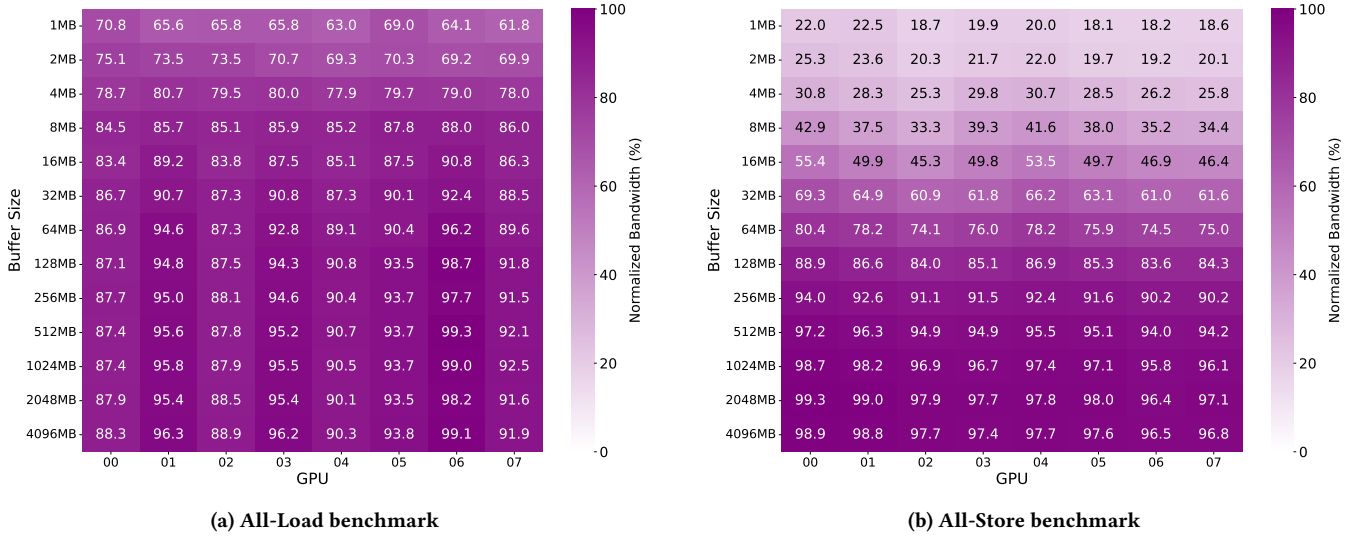 1MB 70.8 65.6 65.8 65.8 63.0 69.0 64.1 61.8
2MB 75.1 73.5 73.5 70.7 69.3 70.3 69.2 69.9
4MB 78.7 80.7 79.5 80.0 77.9 79.7 79.0 78.0
8MB 84.5 85.7 85.1 85.9 85.2 87.8 88.0 86.0
16MB 83.4 89.2 83.8 87.5 85.1 87.5 90.8 86.3
32MB 86.7 90.7 87.3 90.8 87.3 90.1 92.4 88.5
64MB 86.9 94.6 87.3 92.8 89.1 90.4 96.2 89.6
128MB 87.1 94.8 87.5 94.3 90.8 93.5 98.7 91.8
256MB 87.7 95.0 88.1 94.6 90.4 93.7 97.7 91.5
512MB 87.4 95.6 87.8 95.2 90.7 93.7 99.3 92.1
1024MB 87.4 95.8 87.9 95.5 90.5 93.7 99.0 92.5
2048MB 87.9 95.4 88.5 95.4 90.1 93.5 98.2 91.6
4096MB 88.3 96.3 88.9 96.2 90.3 93.8 99.1 91.9
00 01 02 03 04 05 06 07
GPU
Buffer Size
100
80
60
40
20
0
Normalized Bandwidth (%)
(a) All-Load benchmark
1MB 22.0 22.5 18.7 19.9 20.0 18.1 18.2 18.6
2MB 25.3 23.6 20.3 21.7 22.0 19.7 19.2 20.1
4MB 30.8 28.3 25.3 29.8 30.7 28.5 26.2 25.8
8MB 42.9 37.5 33.3 39.3 41.6 38.0 35.2 34.4
16MB 55.4 49.9 45.3 49.8 53.5 49.7 46.9 46.4
32MB 69.3 64.9 60.9 61.8 66.2 63.1 61.0 61.6
64MB 80.4 78.2 74.1 76.0 78.2 75.9 74.5 75.0
128MB 88.9 86.6 84.0 85.1 86.9 85.3 83.6 84.3
256MB 94.0 92.6 91.1 91.5 92.4 91.6 90.2 90.2
512MB 97.2 96.3 94.9 94.9 95.5 95.1 94.0 94.2
1024MB 98.7 98.2 96.9 96.7 97.4 97.1 95.8 96.1
2048MB 99.3 99.0 97.9 97.7 97.8 98.0 96.4 97.1
4096MB 98.9 98.8 97.7 97.4 97.7 97.6 96.5 96.8
00 01 02 03 04 05 06 07
GPU
Buffer Size
100
80
60
40
20
0
Normalized Bandwidth (%)
(b) All-Store benchmark